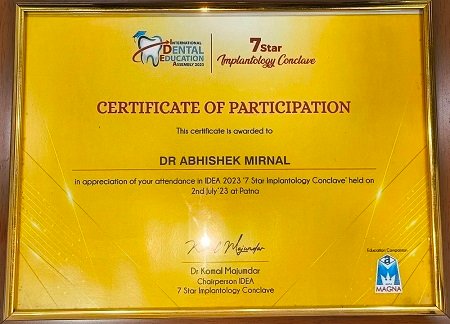 INTERNATIONAL
DENTAL
EDUCATION
ASSEMBLY 2023
7 Star
Implantology Conclave
CERTIFICATE OF PARTICIPATION
This certificate is awarded to
DR ABHISHEK MIRNAL
in appreciation of your attendance in IDEA 2023 '7 Star Implantology Conclave' held on
2nd July'23 at Patna
Dr Komal Majumdar
Chairperson IDEA
7 Star Implantology Conclave
Education Companion
a
MAGNA